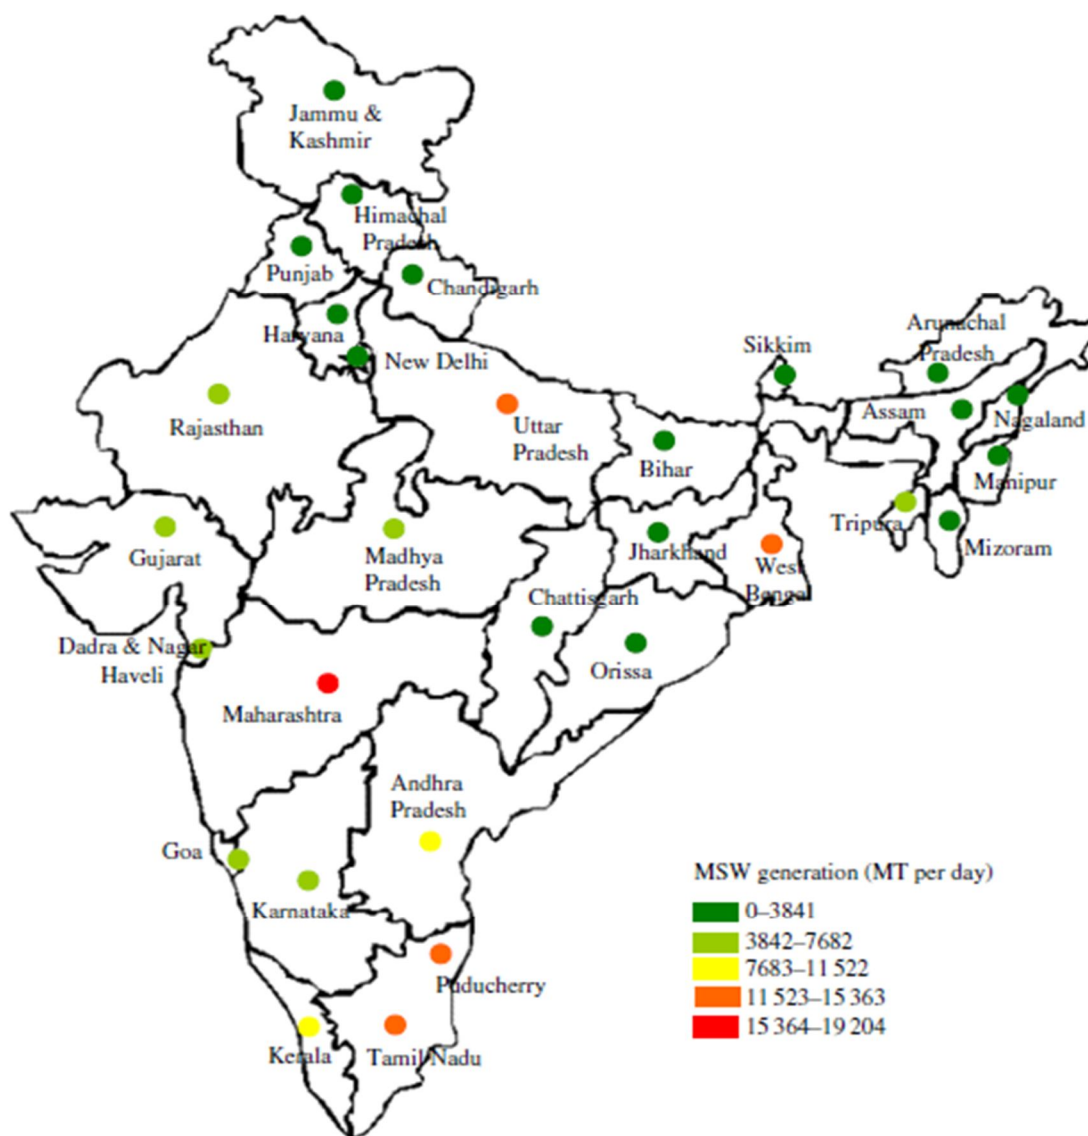 Jammu &
Kashmir
Himachal
Pradesh
Punjab
Chandigarh
Haryana
New Delhi
Arunachal
Pradesh
Sikkim
Assam
Nagaland
Rajasthan
Uttar
Pradesh
Bihar
Manipur
Tripura
Mizoram
Gujarat
Madhya
Pradesh
Jharkhand
West
Bengal
Chattisgarh
Dadra & Nagar
Haveli
Orissa
Maharashtra
Andhra
Pradesh
Goa
Karnataka
Puducherry
Kerala
Tamil Nadu
MSW generation (MT per day)
0–3841
3842–7682
7683–11 522
11 523–15 363
15 364–19 204